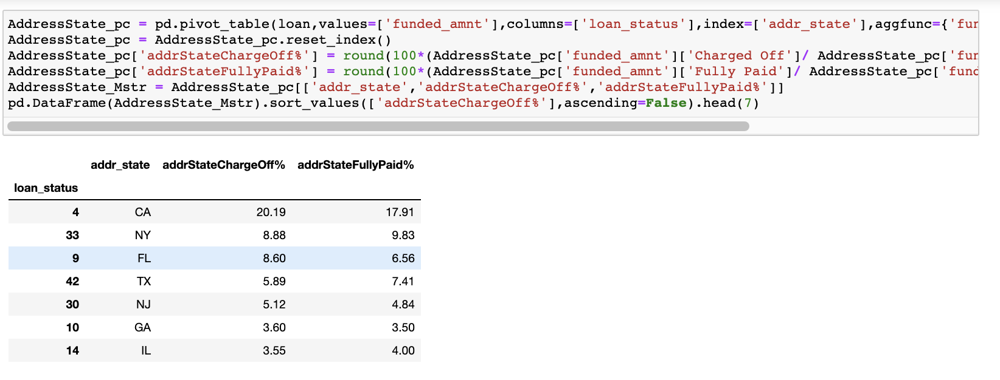 AddressState_pc = pd.pivot_table(loan,values=['funded_amnt'],columns=['loan_status'],index=['addr_state'],aggfunc={'fun
AddressState_pc = AddressState_pc.reset_index()
AddressState_pc['addrStateChargeOff%'] = round(100*(AddressState_pc['funded_amnt']['Charged Off']/ AddressState_pc['fun
AddressState_pc['addrStateFullyPaid%'] = round(100*(AddressState_pc['funded_amnt']['Fully Paid']/ AddressState_pc['fund
AddressState_Mstr = AddressState_pc[['addr_state','addrStateChargeOff%','addrStateFullyPaid%']]
pd.DataFrame(AddressState_Mstr).sort_values(['addrStateChargeOff%'],ascending=False).head(7)
addr_state addrStateChargeOff% addrStateFullyPaid%
loan_status
4 CA 20.19 17.91
33 NY 8.88 9.83
9 FL 8.60 6.56
42 TX 5.89 7.41
30 NJ 5.12 4.84
10 GA 3.60 3.50
14 IL 3.55 4.00